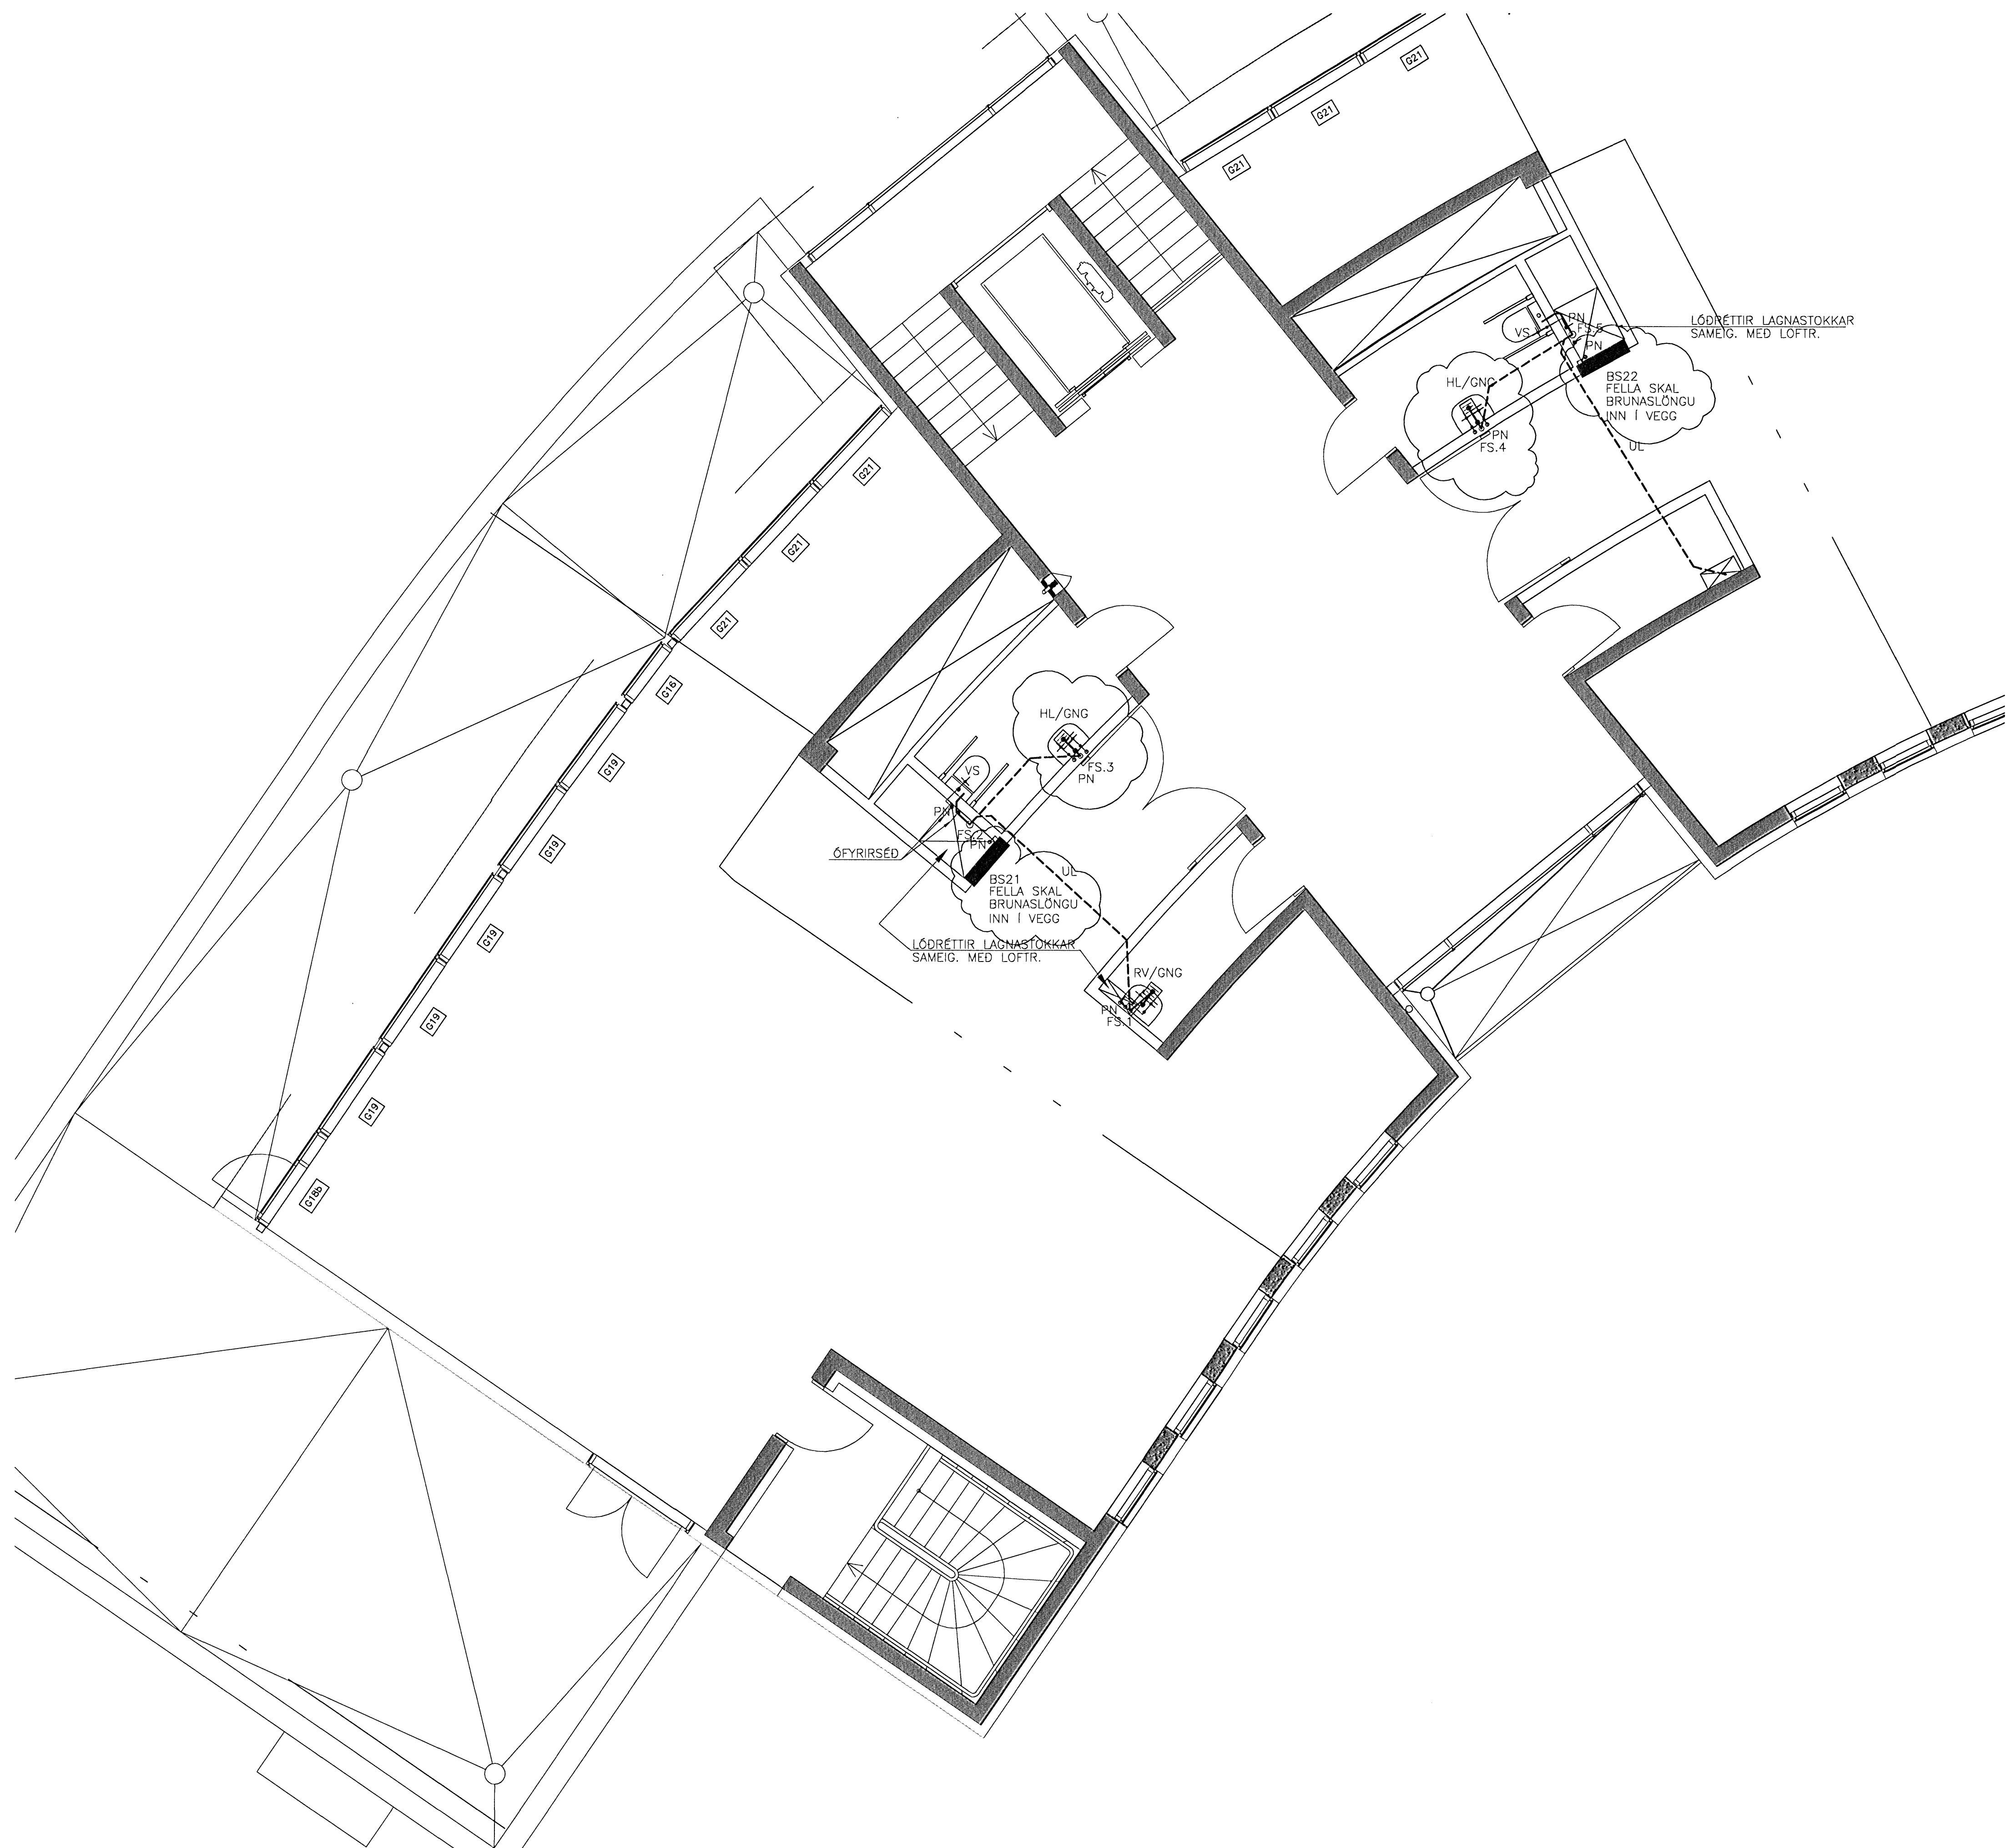 G21
G21
G21
LÓÐRÉTTIR LAGNASTOKKAR
SAMEIG. MEÐ LOFTR.
PN
FS.5
VS
PN
BS22
FELLA SKAL
BRUNASLÖNGU
INN Í VEGG
HL/GNG
PN
FS.4
UL
G21
G21
G21
G16
G19
G19
G19
G19
G19
G18b
HL/GNG
FS.3
PN
VS
PN
FS.2
PN
ÓFYRIRSÉÐ
UL
BS21
FELLA SKAL
BRUNASLÖNGU
INN Í VEGG
LÓÐRÉTTIR LAGNASTOKKAR
SAMEIG. MEÐ LOFTR.
RV/GNG
PN
FS.1